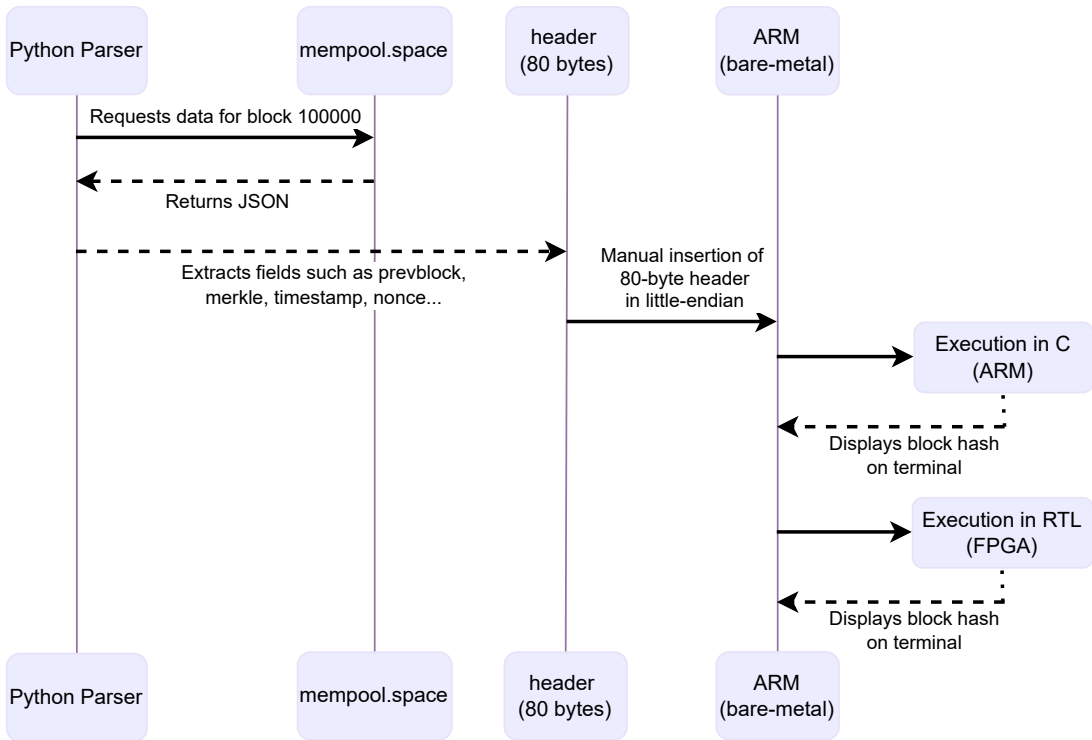 Python Parser
mempool.space
header
(80 bytes)
ARM
(bare-metal)
Requests data for block 100000
Returns JSON
Extracts fields such as prevblock,
merkle, timestamp, nonce...
Manual insertion of
80-byte header
in little-endian
Execution in C
(ARM)
Displays block hash
on terminal
Execution in RTL
(FPGA)
Displays block hash
on terminal
Python Parser
mempool.space
header
(80 bytes)
ARM
(bare-metal)